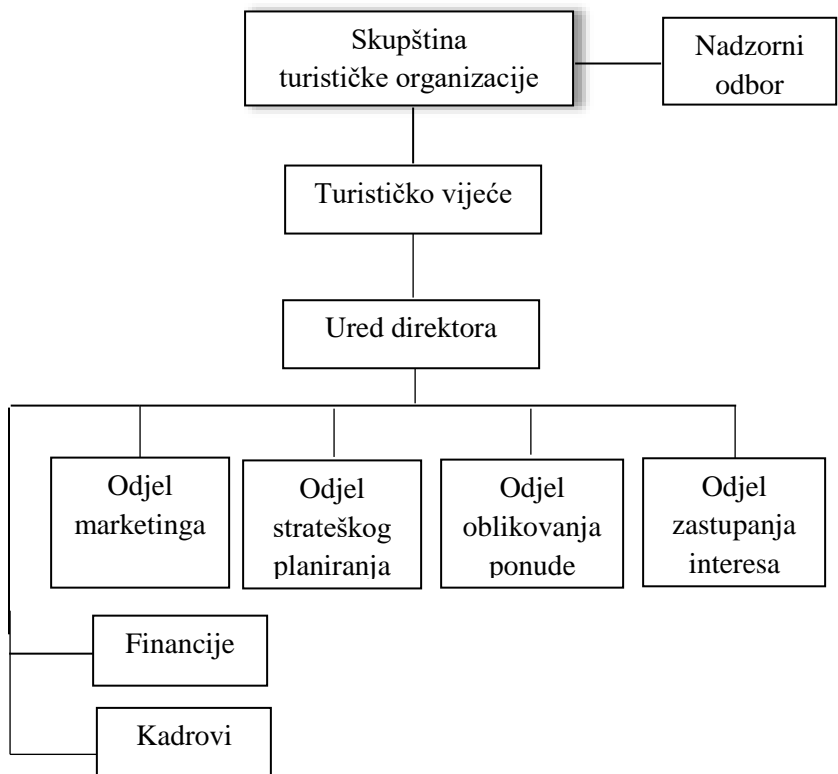 Skupština
turističke organizacije
Nadzorni
odbor
Turističko vijeće
Ured direktora
Odjel
marketinga
Odjel
strateškog
planiranja
Odjel
oblikovanja
ponude
Odjel
zastupanja
interesa
Financije
Kadrovi